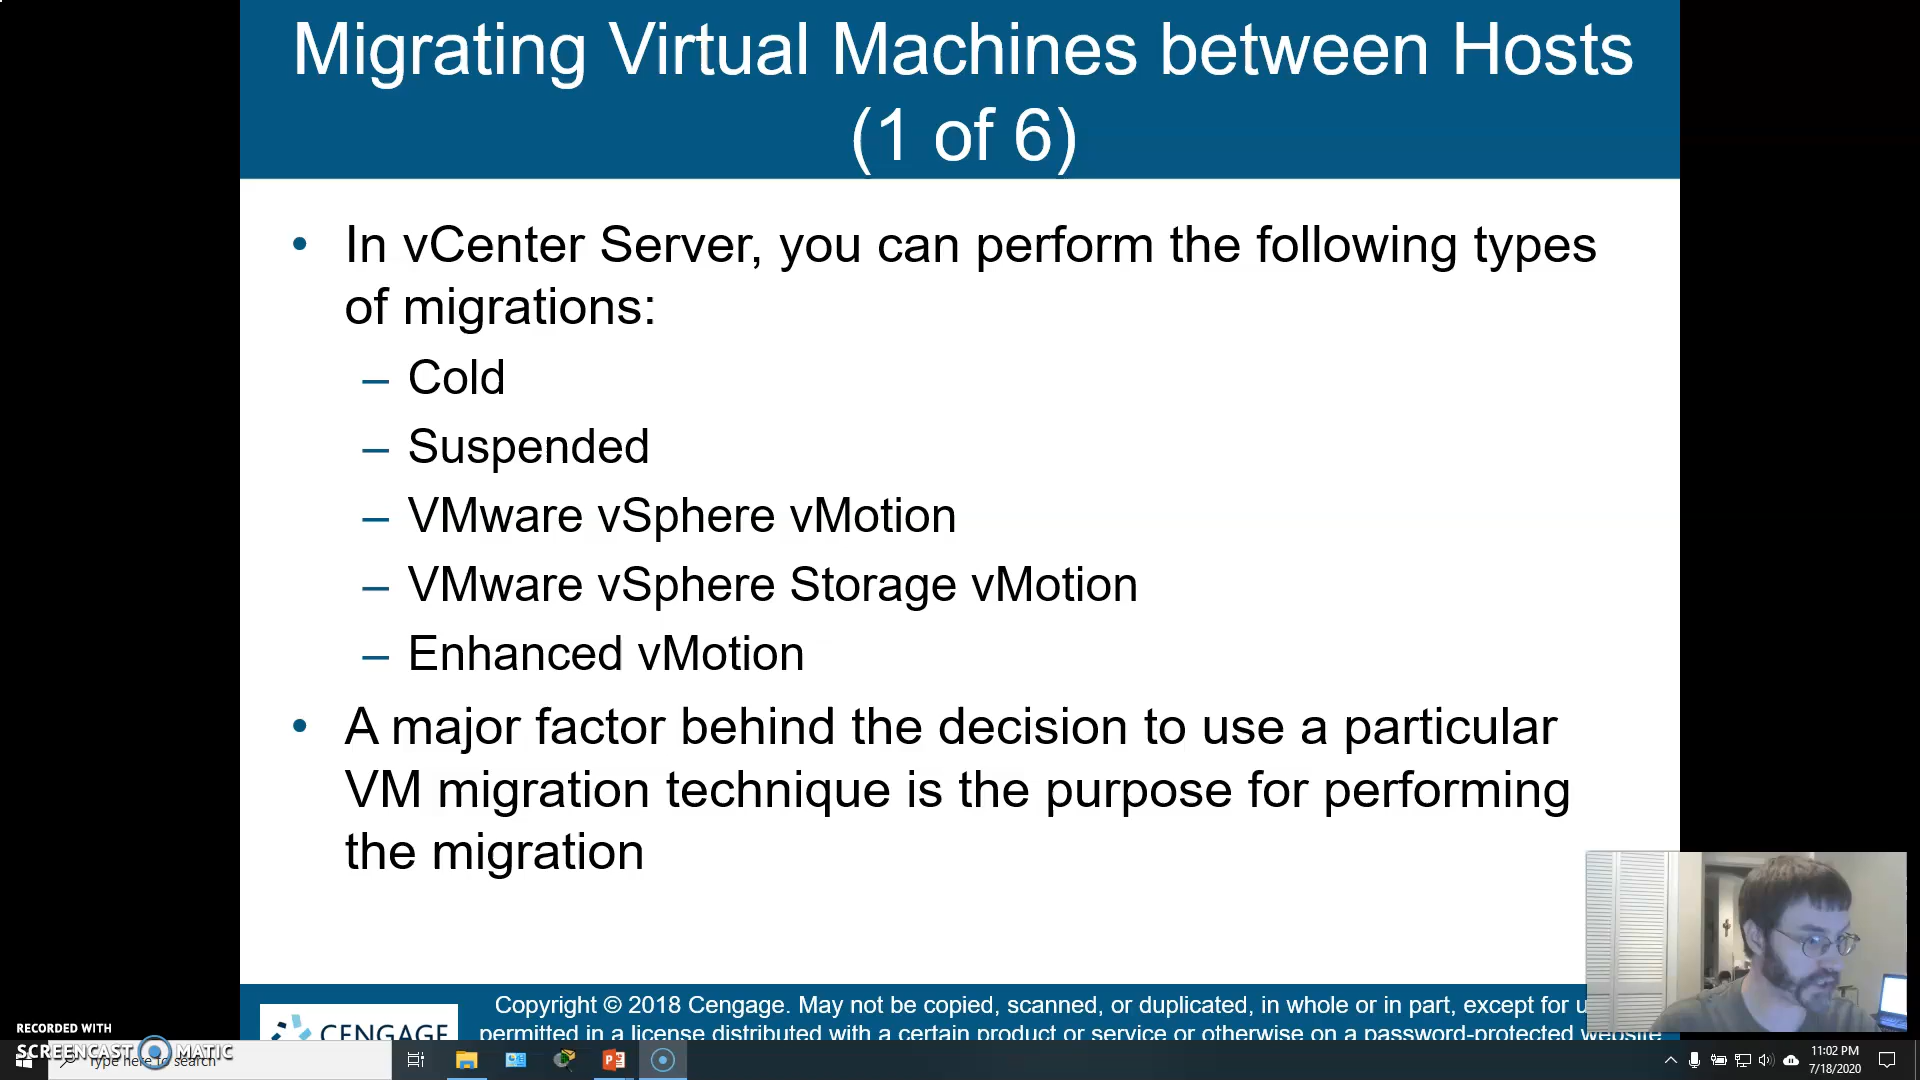 Migrating Virtual Machines between Hosts
(1 of 6)
• In vCenter Server, you can perform the following types
of migrations:
– Cold
– Suspended
– VMware vSphere vMotion
– VMware vSphere Storage vMotion
– Enhanced vMotion
• A major factor behind the decision to use a particular
VM migration technique is the purpose for performing
the migration
CENGAGE
Copyright © 2018 Cengage. May not be copied, scanned, or duplicated, in whole or in part, except for
permitted in a license distributed with a certain product or service or otherwise on a password-protected website
RECORDED WITH
SCREENCAST MATIC
Type here to search
11:02 PM
7/18/2020